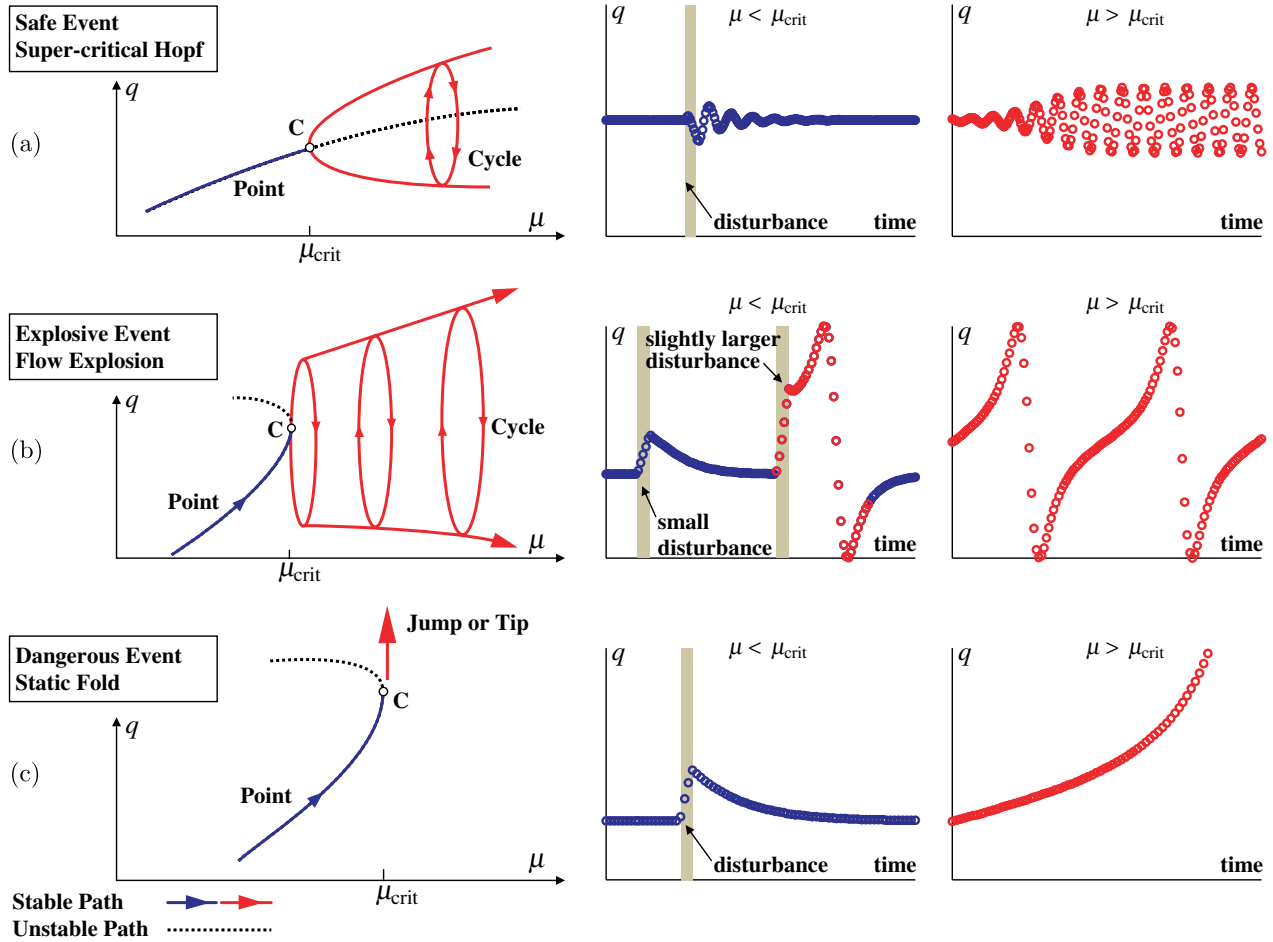 Safe Event
Super-critical Hopf
q
C
Point
Cycle
μ
μcrit
(a)
q
μ < μcrit
disturbance
time
q
μ > μcrit
time
Explosive Event
Flow Explosion
q
C
Point
Cycle
μ
μcrit
(b)
q
μ < μcrit
slightly larger
disturbance
small
disturbance
time
q
μ > μcrit
time
Dangerous Event
Static Fold
q
Jump or Tip
C
Point
μ
μcrit
(c)
q
μ < μcrit
disturbance
time
q
μ > μcrit
time
Stable Path
Unstable Path